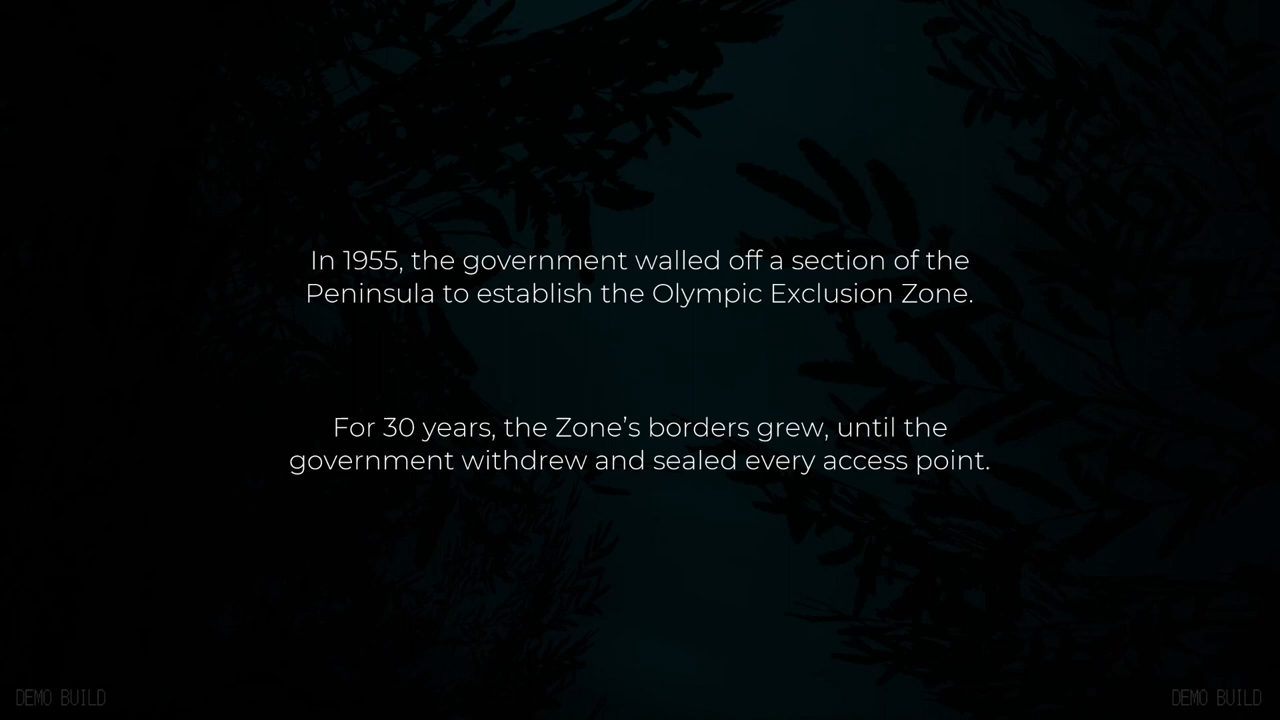 In 1955, the government walled off a section of the
Peninsula to establish the Olympic Exclusion Zone.
For 30 years, the Zone’s borders grew, until the
government withdrew and sealed every access point.
DEMO BUILD
DEMO BUILD